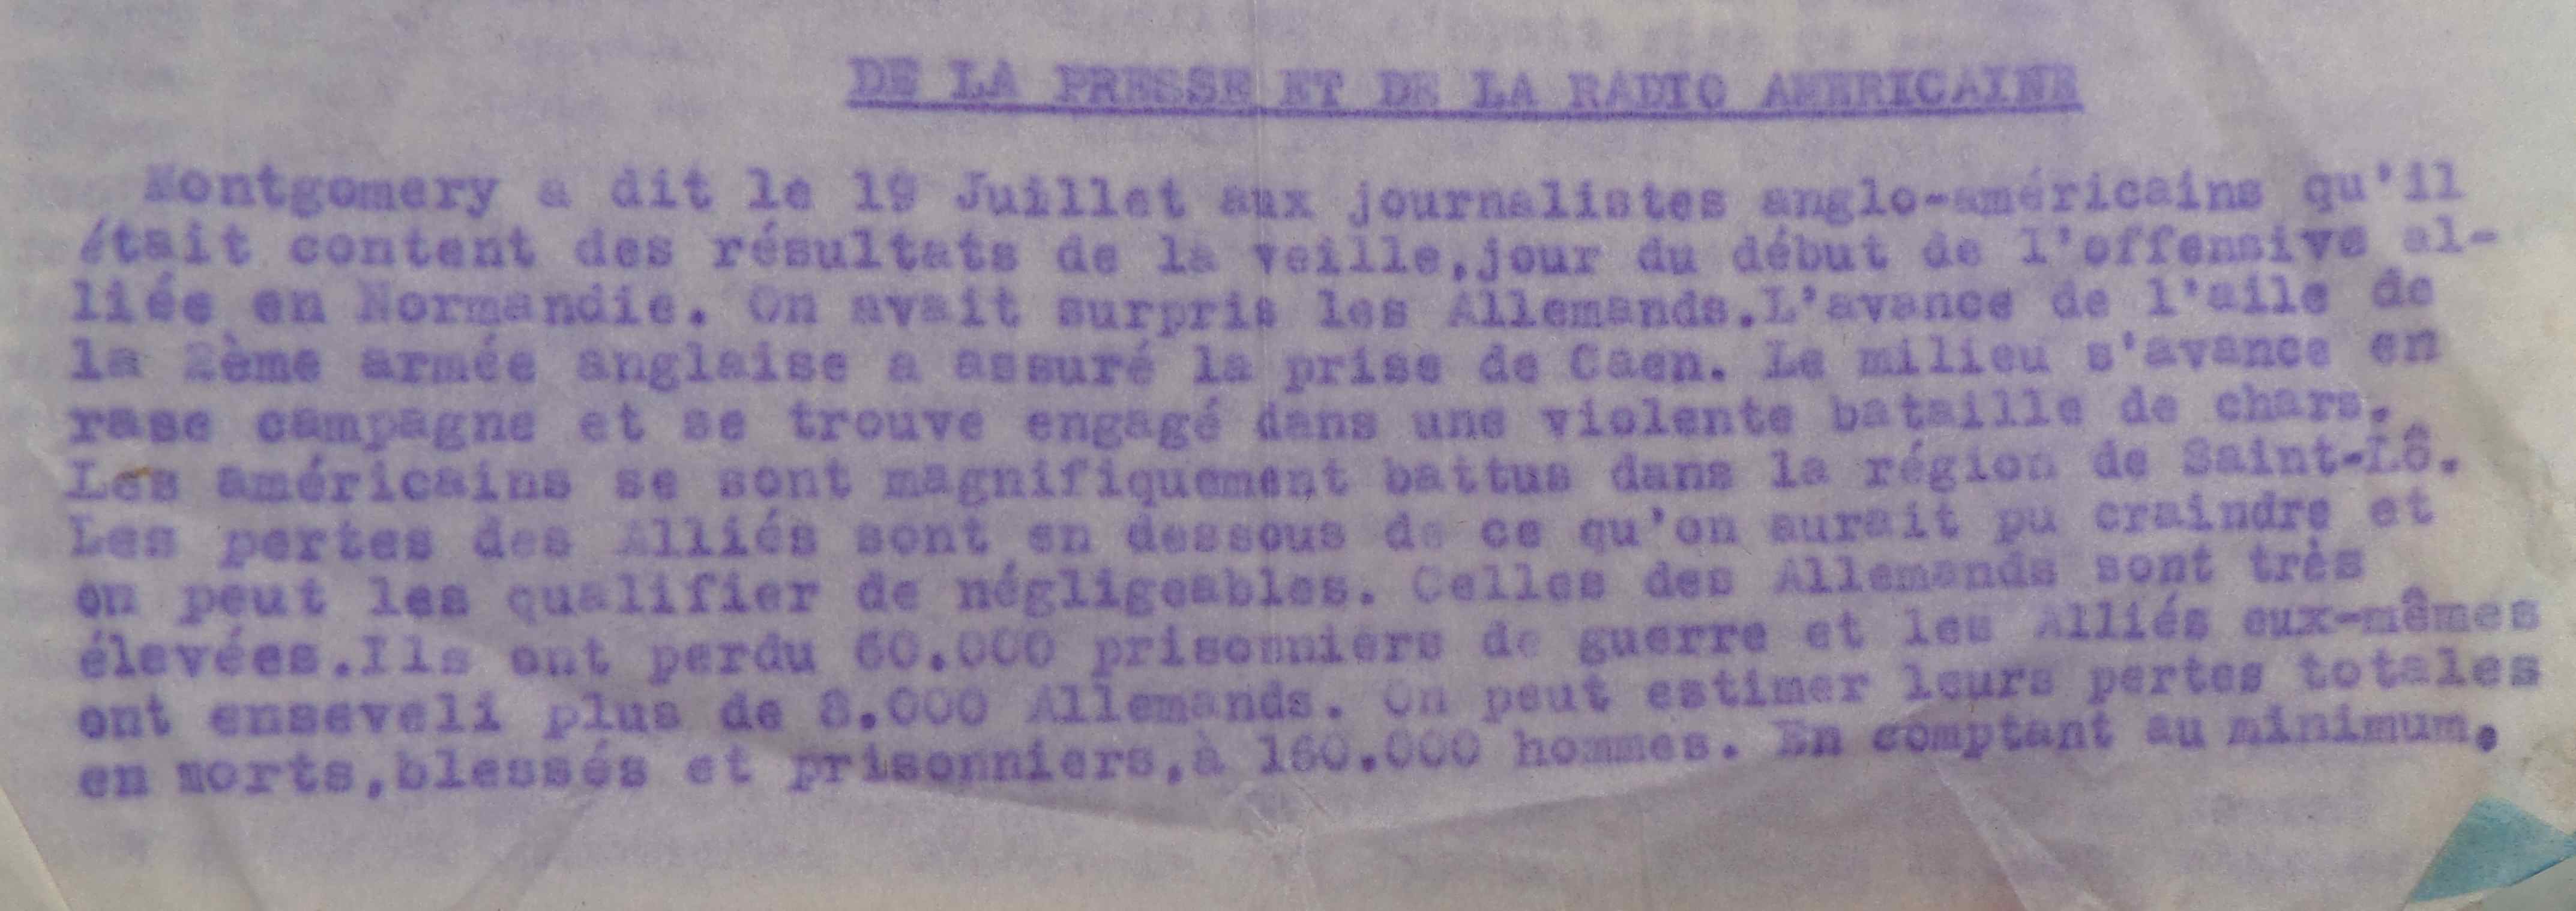 DE LA PRESSE ET DE LA RADIO AMERICAINE
Montgomery a dit le 19 Juillet aux journalistes anglo-américains qu'il
était content des résultats de la veille,jour du début de l'offensive al-
liée en Normandie. On avait surpris les Allemands.L'avance de l'aile de
la 2ème armée anglaise a assuré la prise de Caen. Le milieu s'avance en
rase campagne et se trouve engagé dans une violente bataille de chars.
Les américains se sont magnifiquement battus dans la région de Saint-Lô.
Les pertes des Alliés sont en dessous de ce qu'on aurait pu craindre et
on peut les qualifier de négligeables. Celles des Allemands sont très
élevées.Ils ont perdu 60.000 prisonniers de guerre et les Alliés eux-mêmes
ont enseveli plus de 8.000 Allemands. On peut estimer leurs pertes totales
en morts,blessés et prisonniers,à 160.000 hommes. En comptant au minimum.